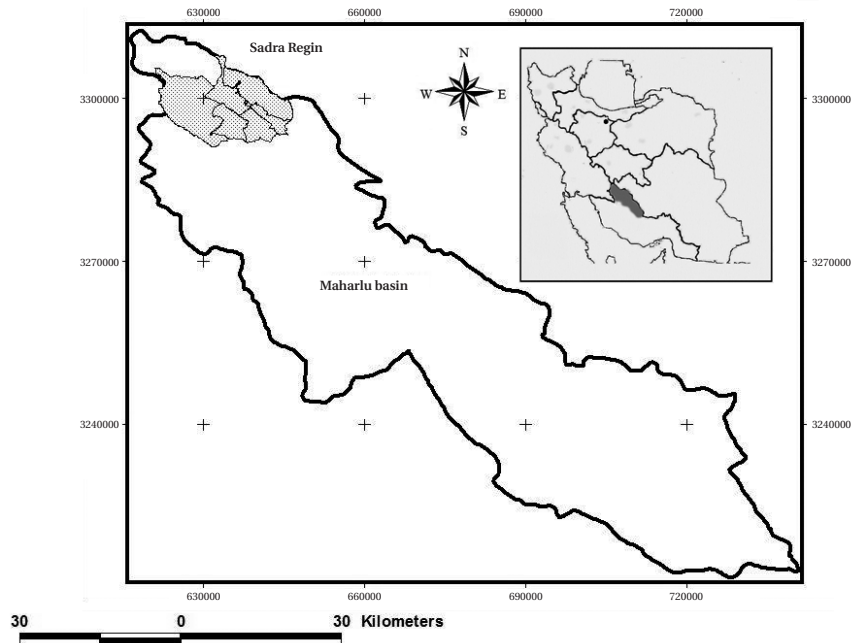 630000 660000 690000 720000
Sadra Regin
N
W E
S
3300000 3300000
3270000 3270000
Maharlu basin
3240000 3240000
630000 660000 690000 720000
30 0 30 Kilometers